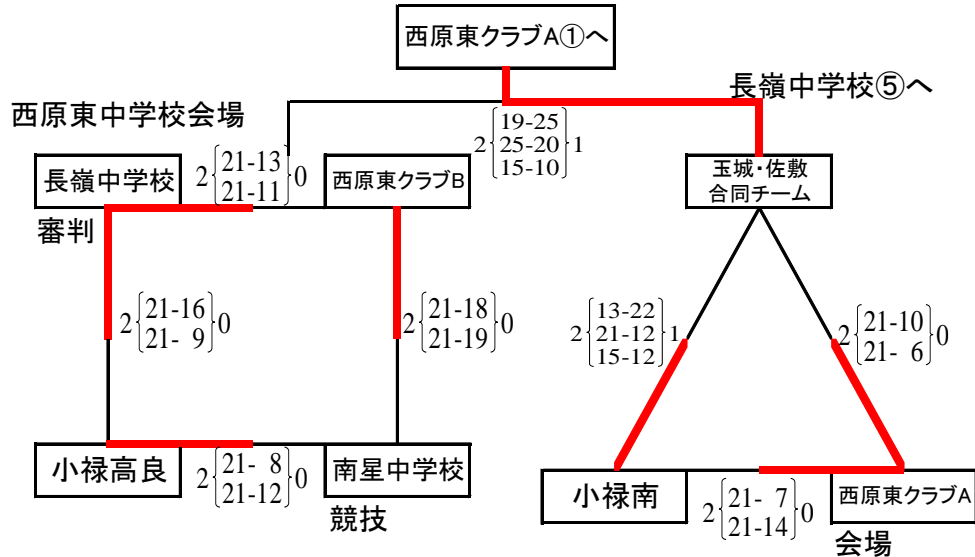 西原東クラブA①へ
長嶺中学校⑤へ
西原東中学校会場
2{19-25
25-20
15-10}1
長嶺中学校
2{21-13
21-11}0
西原東クラブB
玉城・佐敷
合同チーム
審判
2{21-16
21- 9}0
2{21-18
21-19}0
2{13-22
21-12
15-12}1
2{21-10
21- 6}0
小禄高良
2{21- 8
21-12}0
南星中学校
競技
小禄南
2{21- 7
21-14}0
西原東クラブA
会場